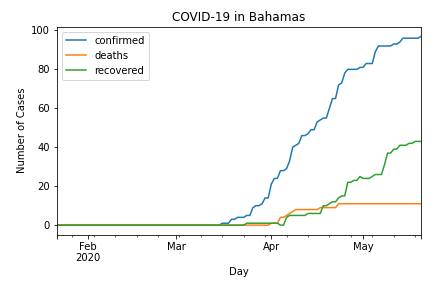 COVID-19 in Bahamas
100
80
60
40
20
0
Number of Cases
confirmed
deaths
recovered
Feb
2020
Mar
Apr
May
Day